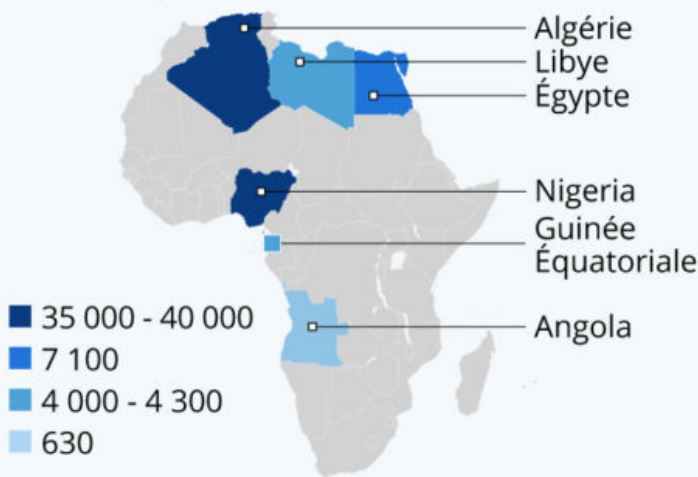 Algérie
Libye
Égypte
Nigeria
Guinée
Équatoriale
Angola
35 000 - 40 000
7 100
4 000 - 4 300
630